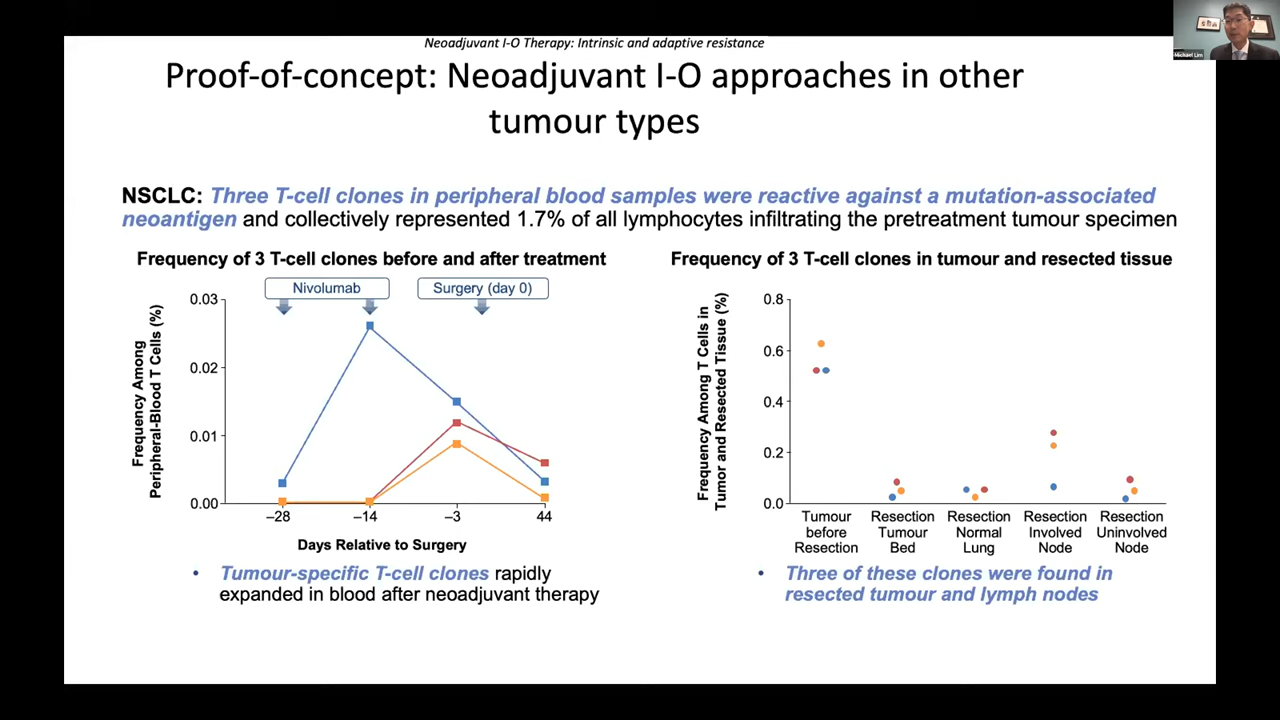 Neoadjuvant I-O Therapy: Intrinsic and adaptive resistance
Proof-of-concept: Neoadjuvant I-O approaches in other
tumour types
NSCLC: Three T-cell clones in peripheral blood samples were reactive against a mutation-associated
neoantigen and collectively represented 1.7% of all lymphocytes infiltrating the pretreatment tumour specimen
Frequency of 3 T-cell clones before and after treatment
Nivolumab
Surgery (day 0)
Frequency Among
Peripheral-Blood T Cells (%)
0.03
0.02
0.01
0.00
–28
–14
–3
44
Days Relative to Surgery
• Tumour-specific T-cell clones rapidly
expanded in blood after neoadjuvant therapy
Frequency of 3 T-cell clones in tumour and resected tissue
Frequency Among T Cells in
Tumor and Resected Tissue (%)
0.8
0.6
0.4
0.2
0.0
Tumour
before
Resection
Resection
Tumour
Bed
Resection
Normal
Lung
Resection
Involved
Node
Resection
Uninvolved
Node
• Three of these clones were found in
resected tumour and lymph nodes
Michael Lim